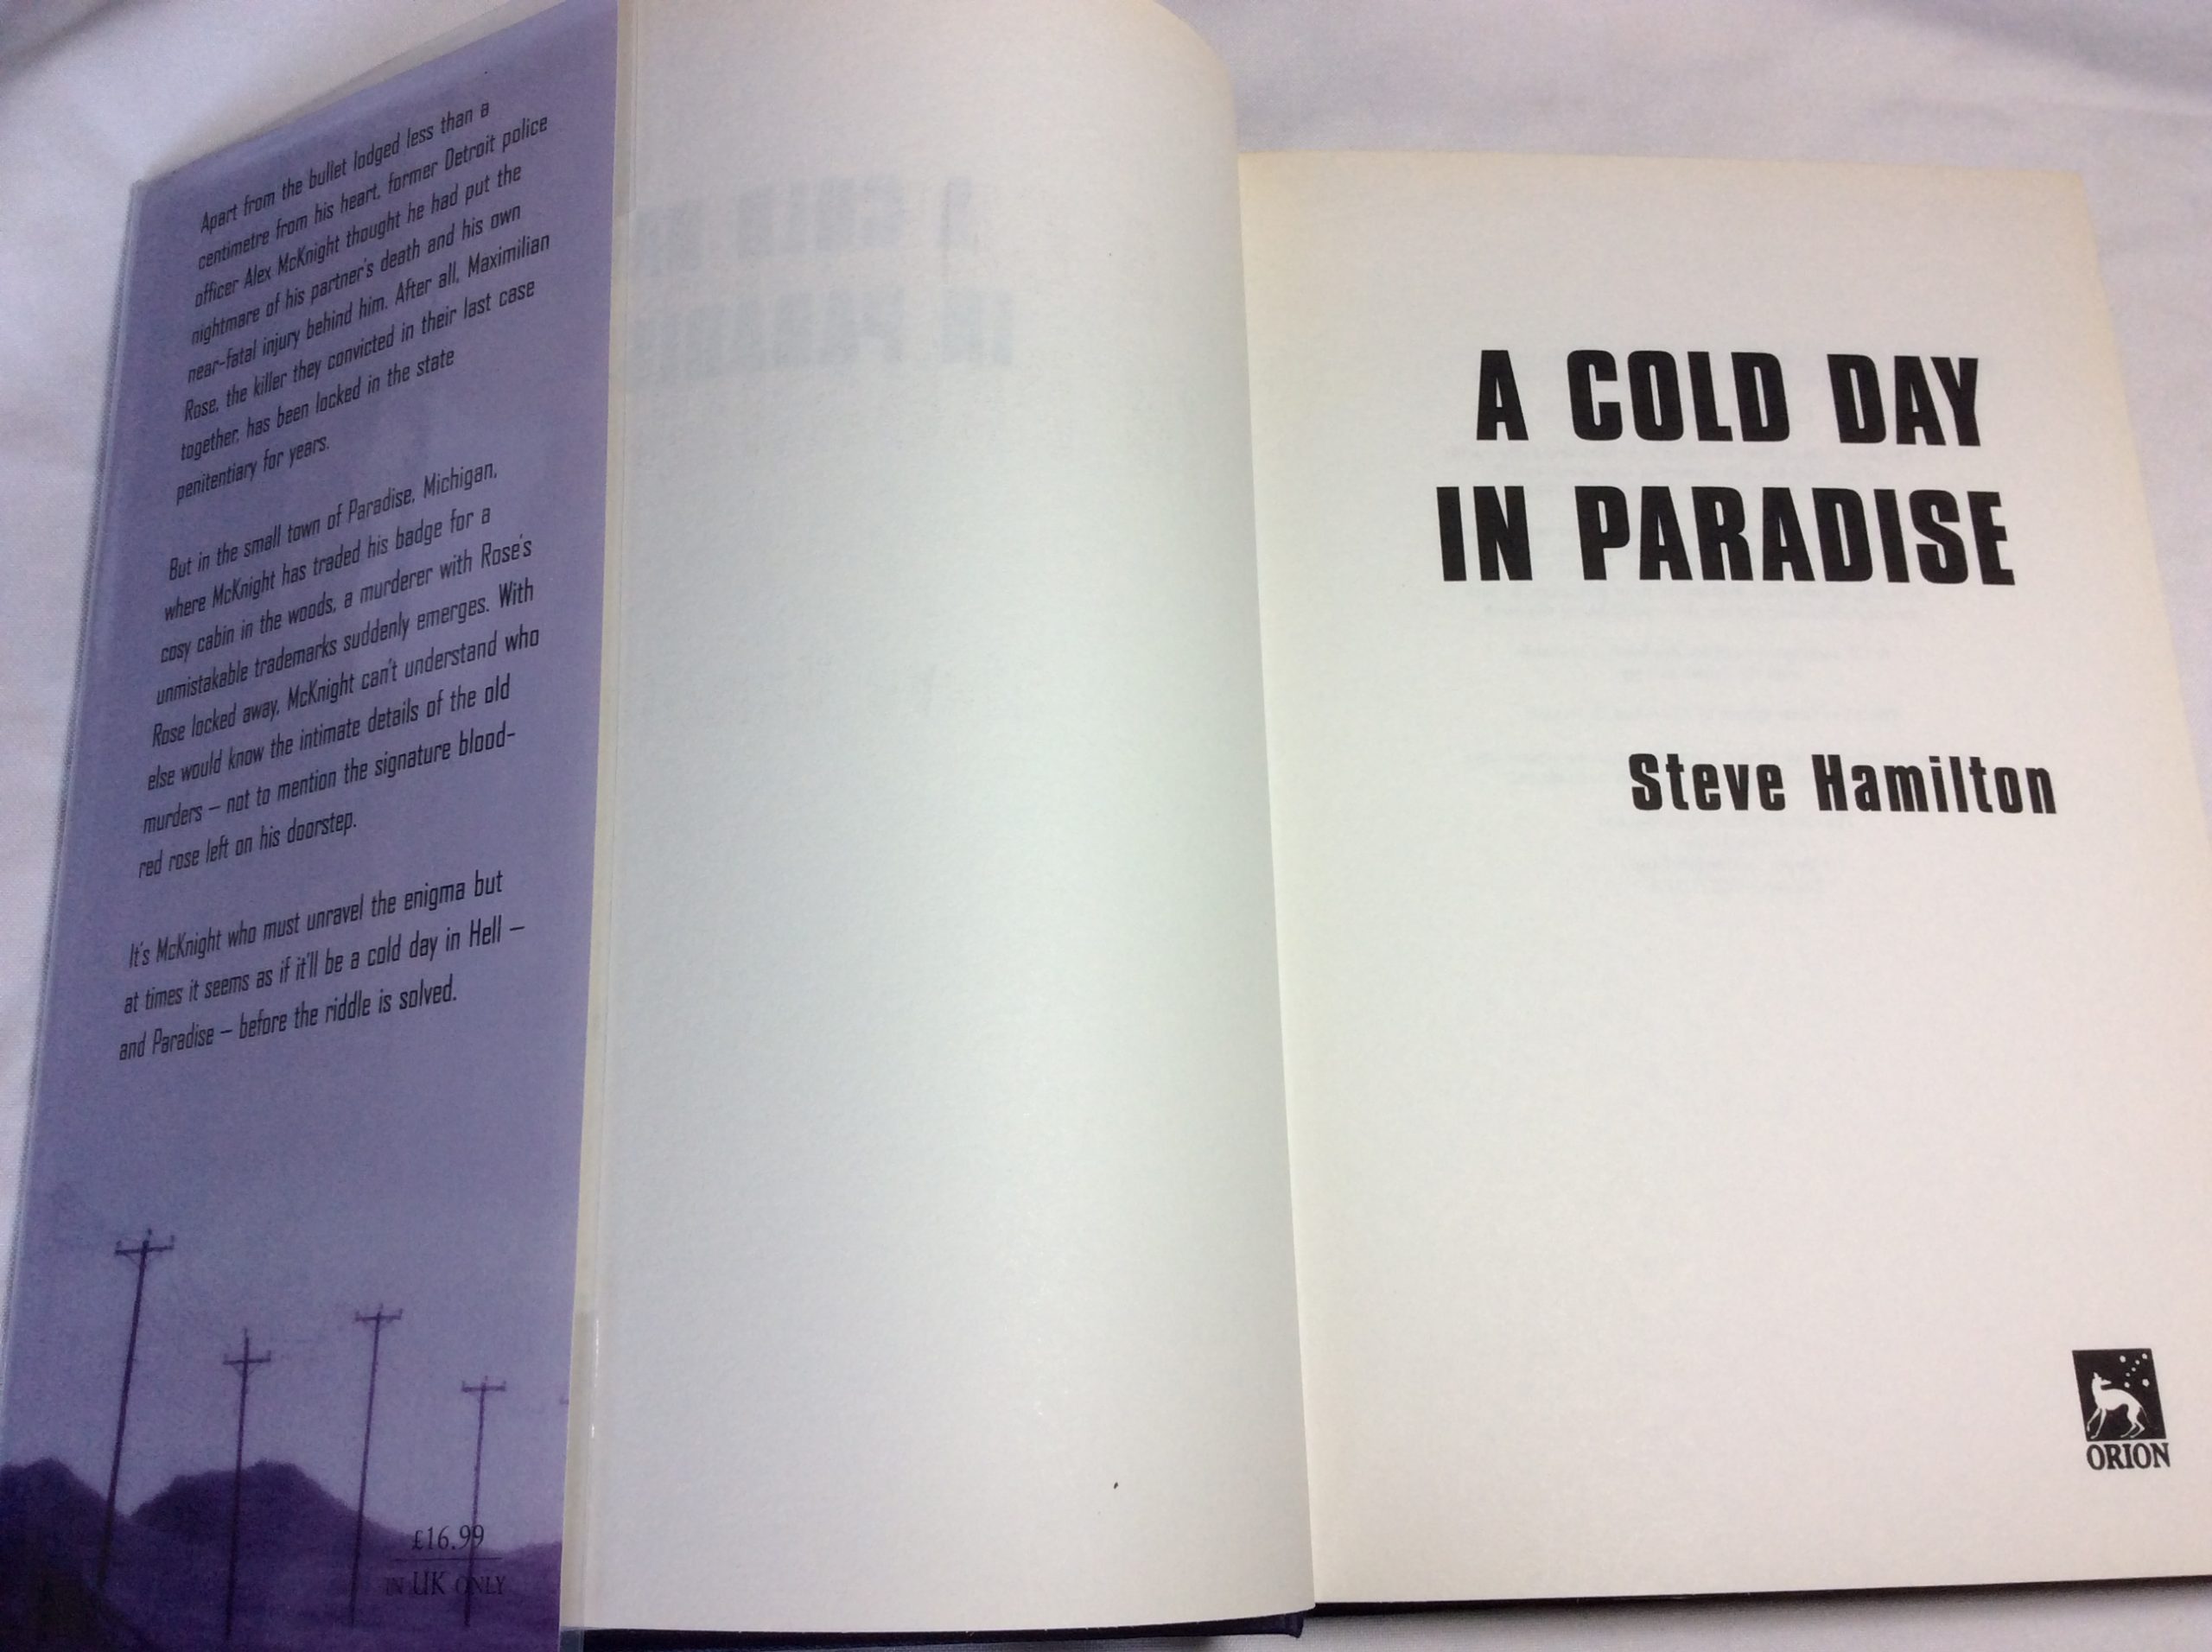 Apart from the bullet lodged less than a
centimetre from his heart, former Detroit police
officer Alex McKnight thought he had put the
nightmare of his partner's death and his own
near-fatal injury behind him. After all, Maximilian
Rose, the killer they convicted in their last case
together, has been locked in the state
penitentiary for years.
But in the small town of Paradise, Michigan,
where McKnight has traded his badge for a
cosy cabin in the woods, a murderer with Rose's
unmistakable trademarks suddenly emerges. With
Rose locked away, McKnight can't understand who
else would know the intimate details of the old
murders – not to mention the signature blood-
red rose left on his doorstep.
It's McKnight who must unravel the enigma but
at times it seems as if it'll be a cold day in Hell –
and Paradise – before the riddle is solved.
£16.99
IN UK ONLY
A COLD DAY
IN PARADISE
Steve Hamilton
ORION